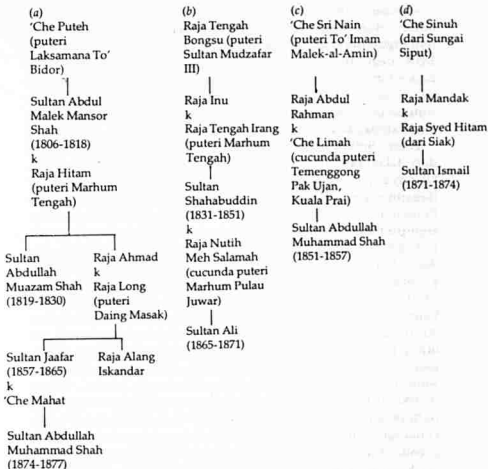 (a)
'Che Puteh
(puteri
Laksamana To'
Bidor)
Sultan Abdul
Malek Mansor
Shah
(1806-1818)
k
Raja Hitam
(puteri Marhum
Tengah)
Sultan
Abdullah
Muazam Shah
(1819-1830)
Raja Ahmad
k
Raja Long
(puteri
Daing Masak)
Sultan Jaafar
(1857-1865)
k
'Che Mahat
Raja Alang
Iskandar
Sultan Abdullah
Muhammad Shah
(1874-1877)
(b)
Raja Tengah
Bongsu (puteri
Sultan Mudzafar
III)
Raja Inu
k
Raja Tengah Irang
(puteri Marhum
Tengah)
Sultan
Shahabuddin
(1831-1851)
k
Raja Nutih
Meh Salamah
(cucunda puteri
Marhum Pulau
Juwar)
Sultan Ali
(1865-1871)
(c)
'Che Sri Nain
(puteri To' Imam
Malek-al-Amin)
Raja Abdul
Rahman
k
'Che Limah
(cucunda puteri
Temenggong
Pak Ujan,
Kuala Prai)
Sultan Abdullah
Muhammad Shah
(1851-1857)
(d)
'Che Sinuh
(dari Sungai
Siput)
Raja Mandak
k
Raja Syed Hitam
(dari Siak)
Sultan Ismail
(1871-1874)